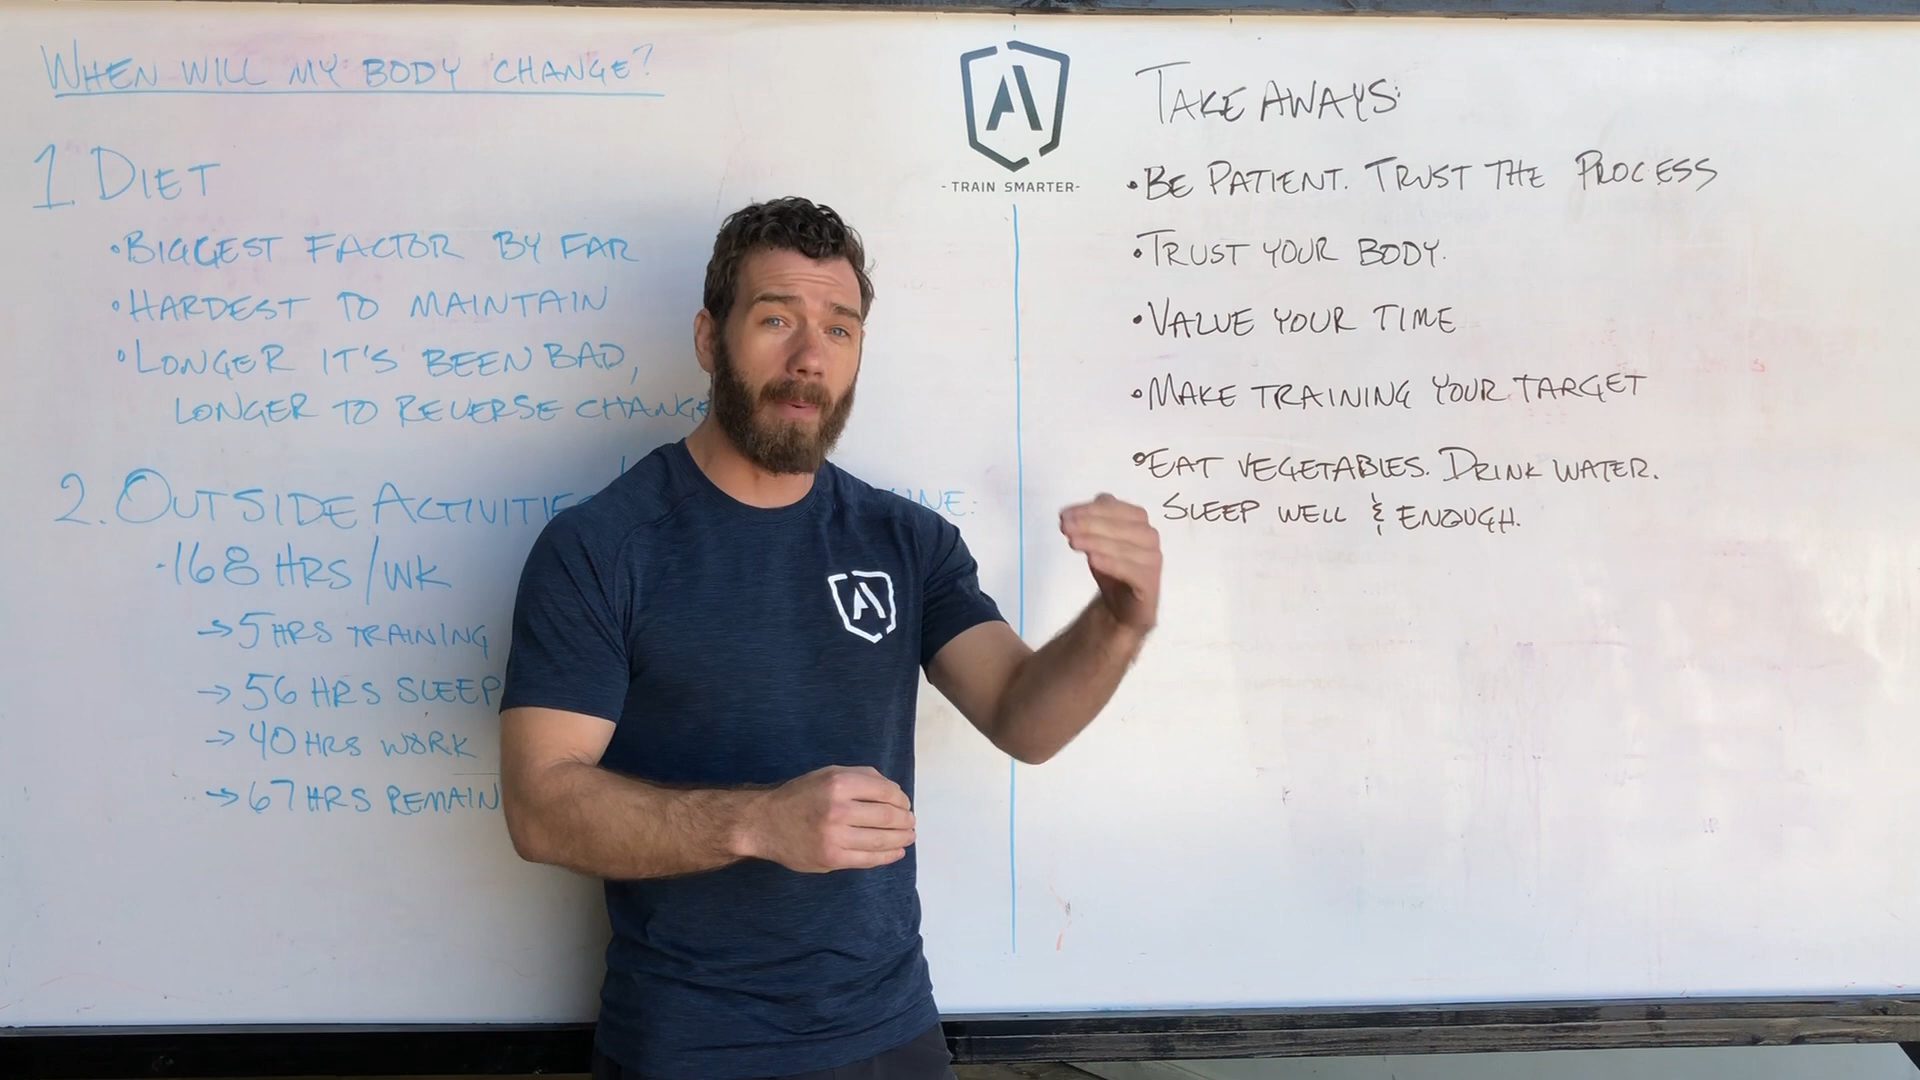 WHEN WILL MY BODY CHANGE?
1 DIET
•BIGGEST FACTOR BY FAR
•HARDEST TO MAINTAIN
•LONGER IT'S BEEN BAD,
LONGER TO REVERSE CHANGE
2. OUTSIDE ACTIVITIE
•168 HRS/WK
→5 HRS TRAINING
→56 HRS SLEEP
→40 HRS WORK
→67 HRS REMAIN
A
- TRAIN SMARTER-
TAKE AWAYS:
•BE PATIENT. TRUST THE PROCESS
•TRUST YOUR BODY.
•VALUE YOUR TIME
•MAKE TRAINING YOUR TARGET
•EAT VEGETABLES. DRINK WATER.
SLEEP WELL & ENOUGH.
A